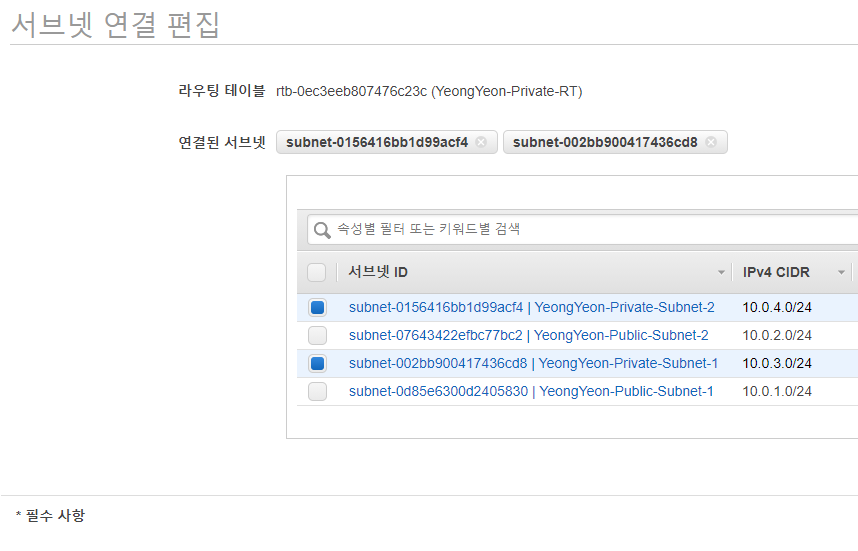 서브넷 연결 편집
라우팅 테이블 rtb-0ec3eeb807476c23c (YeongYeon-Private-RT)
연결된 서브넷 subnet-0156416bb1d99acf4 subnet-002bb900417436cd8
속성별 필터 또는 키워드별 검색
서브넷 ID IPv4 CIDR
subnet-0156416bb1d99acf4 | YeongYeon-Private-Subnet-2 10.0.4.0/24
subnet-07643422efbc77bc2 | YeongYeon-Public-Subnet-2 10.0.2.0/24
subnet-002bb900417436cd8 | YeongYeon-Private-Subnet-1 10.0.3.0/24
subnet-0d85e6300d2405830 | YeongYeon-Public-Subnet-1 10.0.1.0/24
* 필수 사항